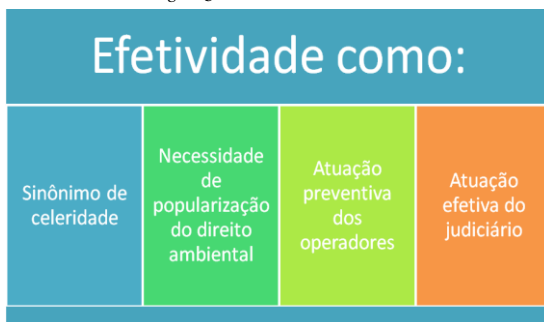 Efetividade como:
Sinônimo de
celeridade
Necessidade
de
popularização
do direito
ambiental
Atuação
preventiva
dos
operadores
Atuação
efetiva do
judiciário